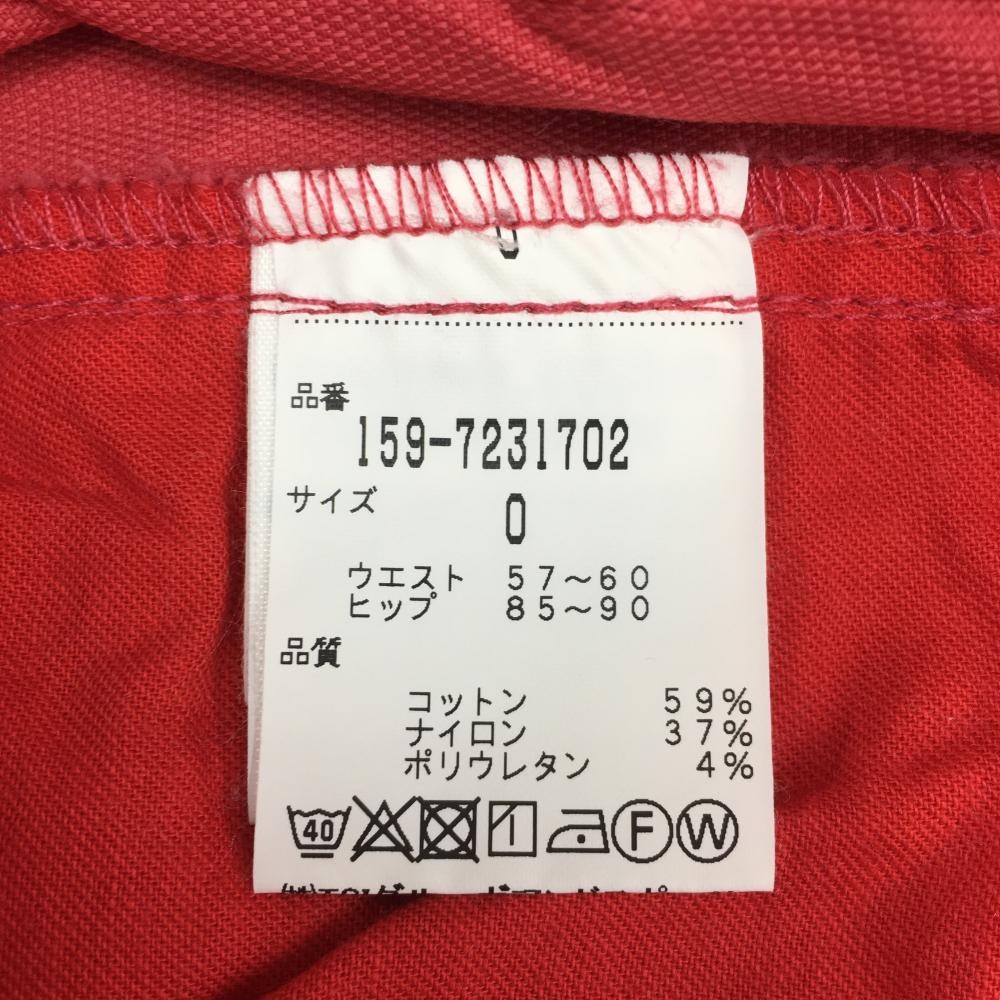 0
品番
159-7231702
サイズ
0
ウエスト 57～60
ヒップ 85～90
品質
コットン 59%
ナイロン 37%
ポリウレタン 4%
40 F W